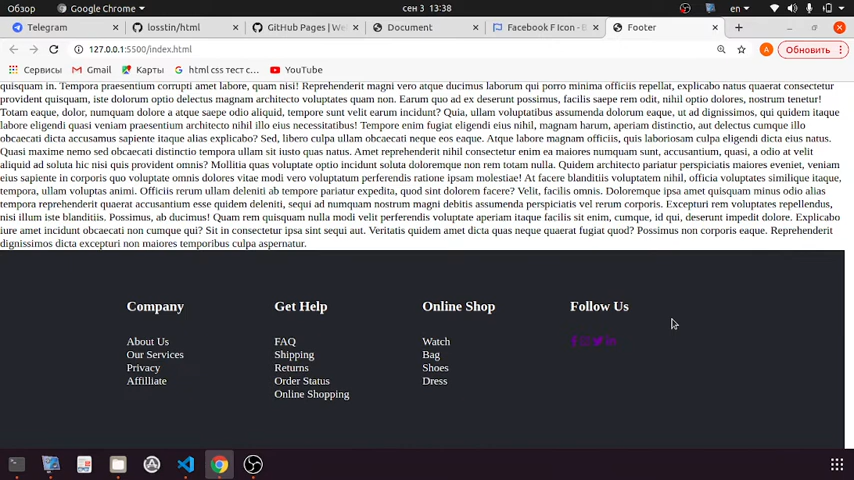 Обзор
Google Chrome
сен 3 13:38
en
Telegram
losstin/html
GitHub Pages | We
Document
Facebook F Icon - E
Footer
127.0.0.1:5500/index.html
A
Обновить
Сервисы
Gmail
Карты
html css тест с...
YouTube
quisquam in. Tempora praesentium corrupti amet labore, quam nisi! Reprehenderit magni vero atque ducimus laborum qui porro minima officiis repellat, explicabo natus quaerat consectetur
provident quisquam, iste dolorum optio delectus magnam architecto voluptates quam non. Earum quo ad ex deserunt possimus, facilis saepe rem odit, nihil optio dolores, nostrum tenetur!
Totam eaque, dolor, numquam dolore a atque saepe odio aliquid, tempore sunt velit earum incidunt? Quia, ullam voluptatibus assumenda dolorum eaque, ut ad dignissimos, qui quidem itaque
labore eligendi quasi veniam praesentium architecto nihil illo eius necessitatibus! Tempore enim fugiat eligendi eius, magnam harum, aperiam distinctio, aut delectus cumque illo
obcaecati dicta accusamus sapiente itaque alias explicabo? Sed, libero culpa ullam obcaecati neque eos eaque. Atque labore magnam officiis, quis laboriosam culpa eligendi dicta natus.
Quasi maxime nemo sed obcaecati distinctio tempora ullam sit iusto quas natus. Amet reprehenderit nihil consectetur enim ea maiores numquam sunt, accusantium, quasi, a odio at velit
aliquid ad soluta hic nisi quis provident omnis? Mollitia quas voluptate optio incidunt soluta doloremque non rem totam nulla. Quidem architecto pariatur perspiciatis maiores eveniet, veniam
eius sapiente in corporis quo voluptate omnis dolores vitae modi vero voluptatum perferendis ratione ipsam molestiae! At facere blanditiis voluptatem nihil, officia voluptates similique itaque,
tempora, ullam voluptas animi. Officiis rerum ullam deleniti ab tempore pariatur expedita, quod sint dolorem facere? Velit, facilis omnis. Doloremque ipsa amet quisquam minus odio alias
tempora reprehenderit quaerat accusantium esse quidem deleniti, sequi ad numquam nostrum magni debitis assumenda perspiciatis vel rerum corporis. Excepturi rem voluptates repellendus,
nisi illum iste blanditiis. Possimus, ab ducimus! Quam rem quisquam nulla modi velit perferendis voluptate aperiam itaque facilis sit enim, cumque, id qui, deserunt impedit dolore. Explicabo
iure amet incidunt obcaecati non cumque qui? Sit in consectetur ipsa sint sequi aut. Veritatis quidem amet dicta quas neque quaerat fugiat quod? Possimus non corporis eaque. Reprehenderit
dignissimos dicta excepturi non maiores temporibus culpa aspernatur.
Company
About Us
Our Services
Privacy
Affilliate
Get Help
FAQ
Shipping
Returns
Order Status
Online Shopping
Online Shop
Watch
Bag
Shoes
Dress
Follow Us